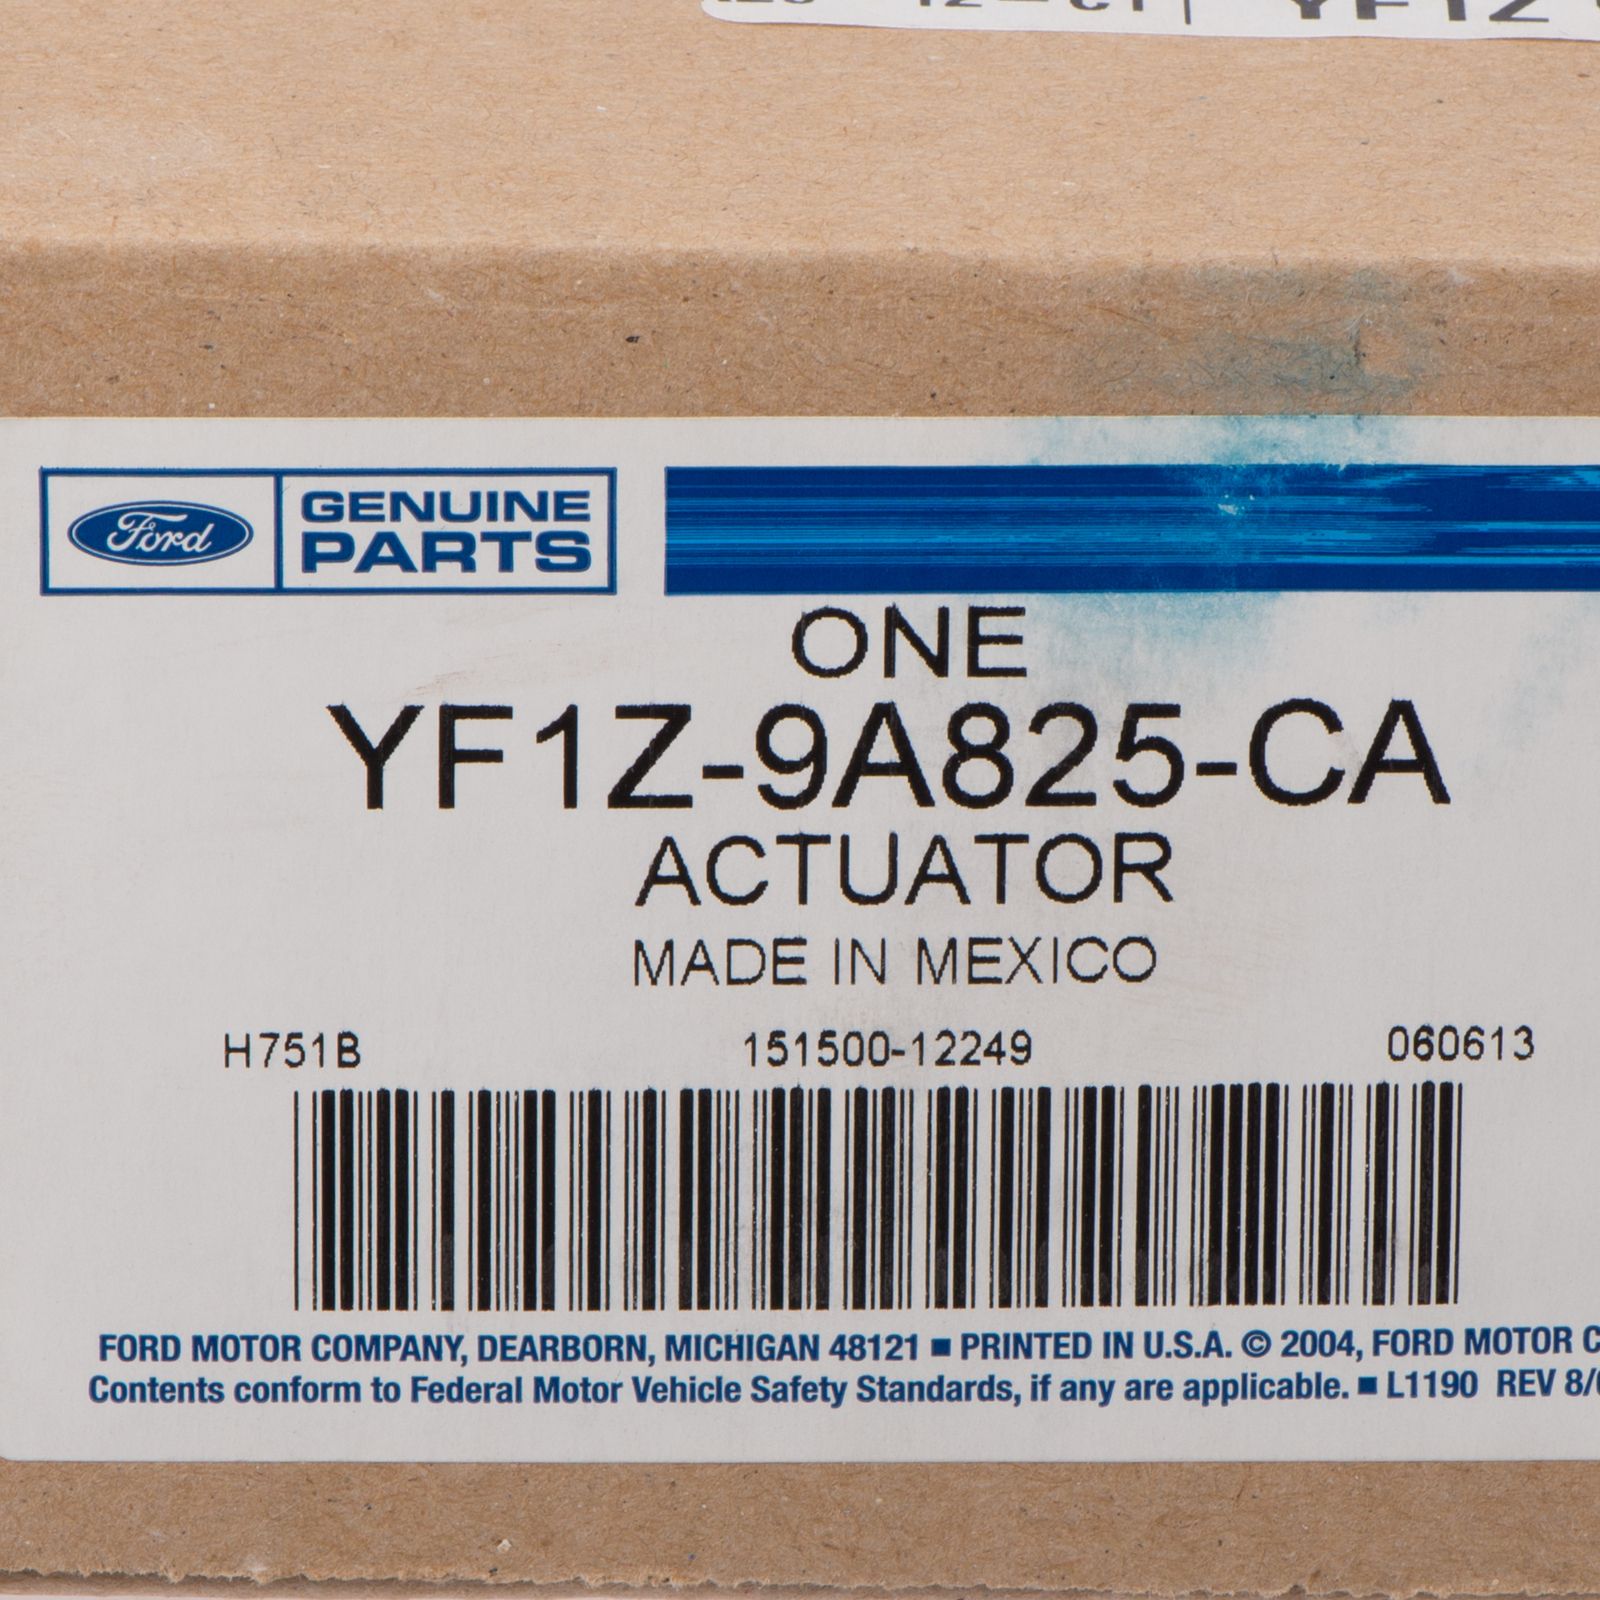 YF1Z
Ford
GENUINE
PARTS
ONE
YF1Z-9A825-CA
ACTUATOR
MADE IN MEXICO
H751B 151500-12249 060613
FORD MOTOR COMPANY, DEARBORN, MICHIGAN 48121 ■ PRINTED IN U.S.A. © 2004, FORD MOTOR
Contents conform to Federal Motor Vehicle Safety Standards, if any are applicable. ■ L1190 REV